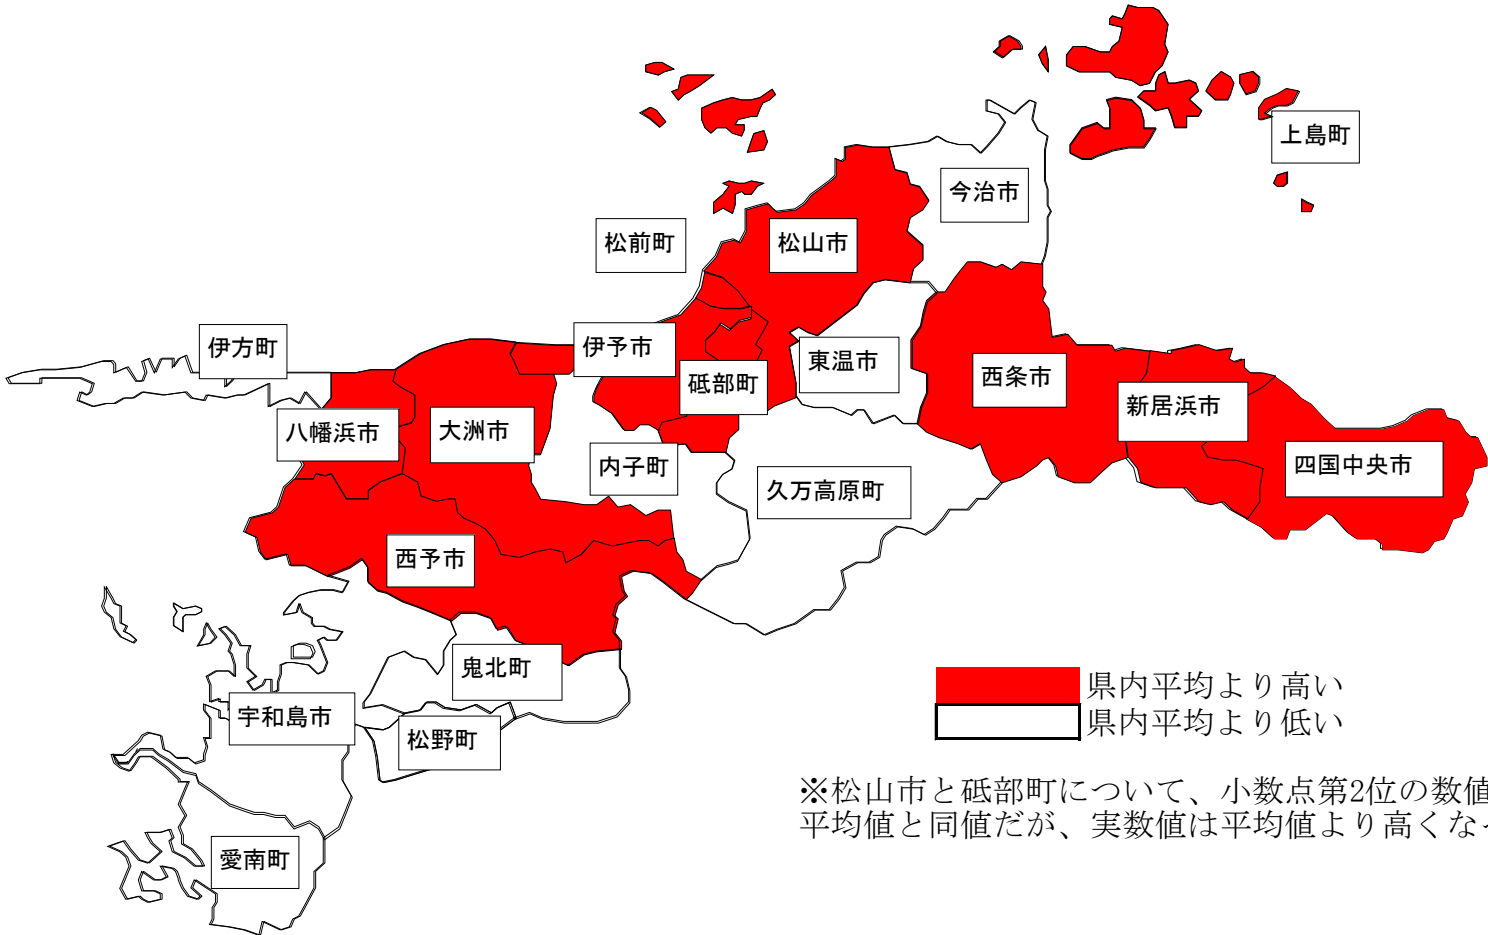 上島町
今治市
松前町
松山市
伊方町
伊予市
東温市
砥部町
西条市
新居浜市
八幡浜市
大洲市
内子町
四国中央市
久万高原町
西予市
鬼北町
宇和島市
松野町
愛南町
県内平均より高い
県内平均より低い
※松山市と砥部町について、小数点第2位の数値
平均値と同値だが、実数値は平均値より高くな